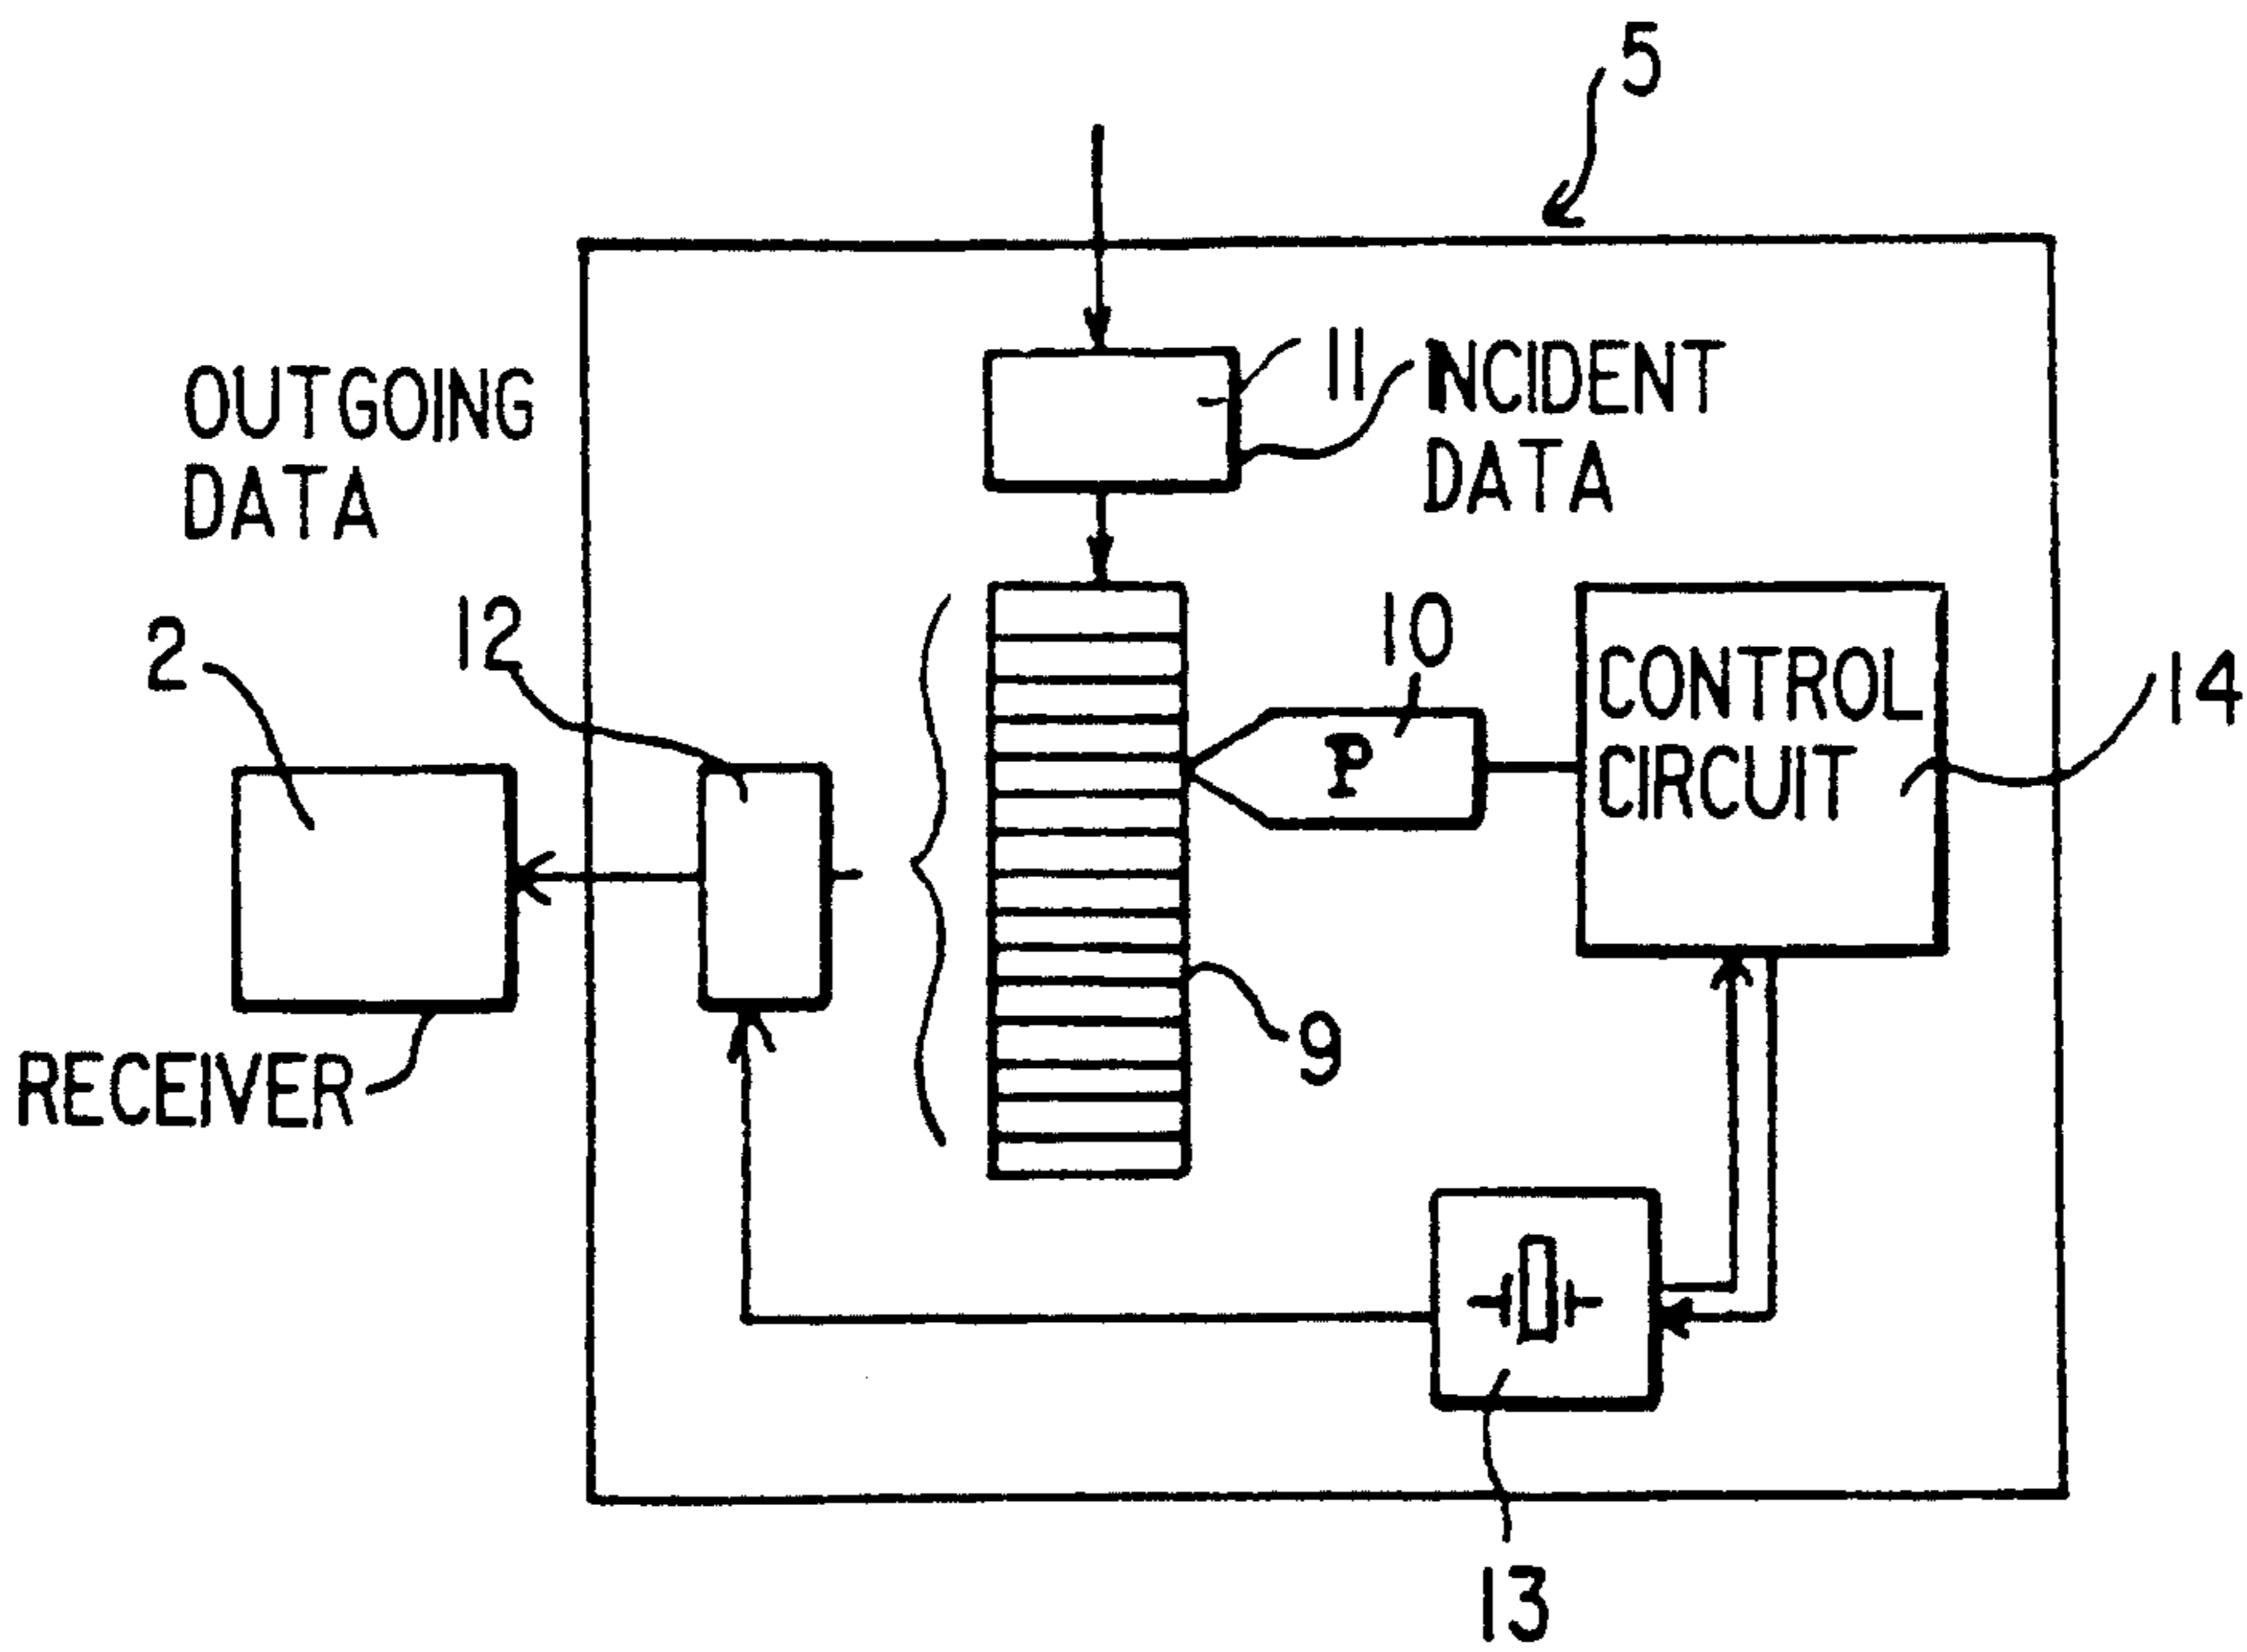 5
11
INCIDENT
DATA
OUTGOING
DATA
2
12
10
P
CONTROL
CIRCUIT
14
9
RECEIVER
13